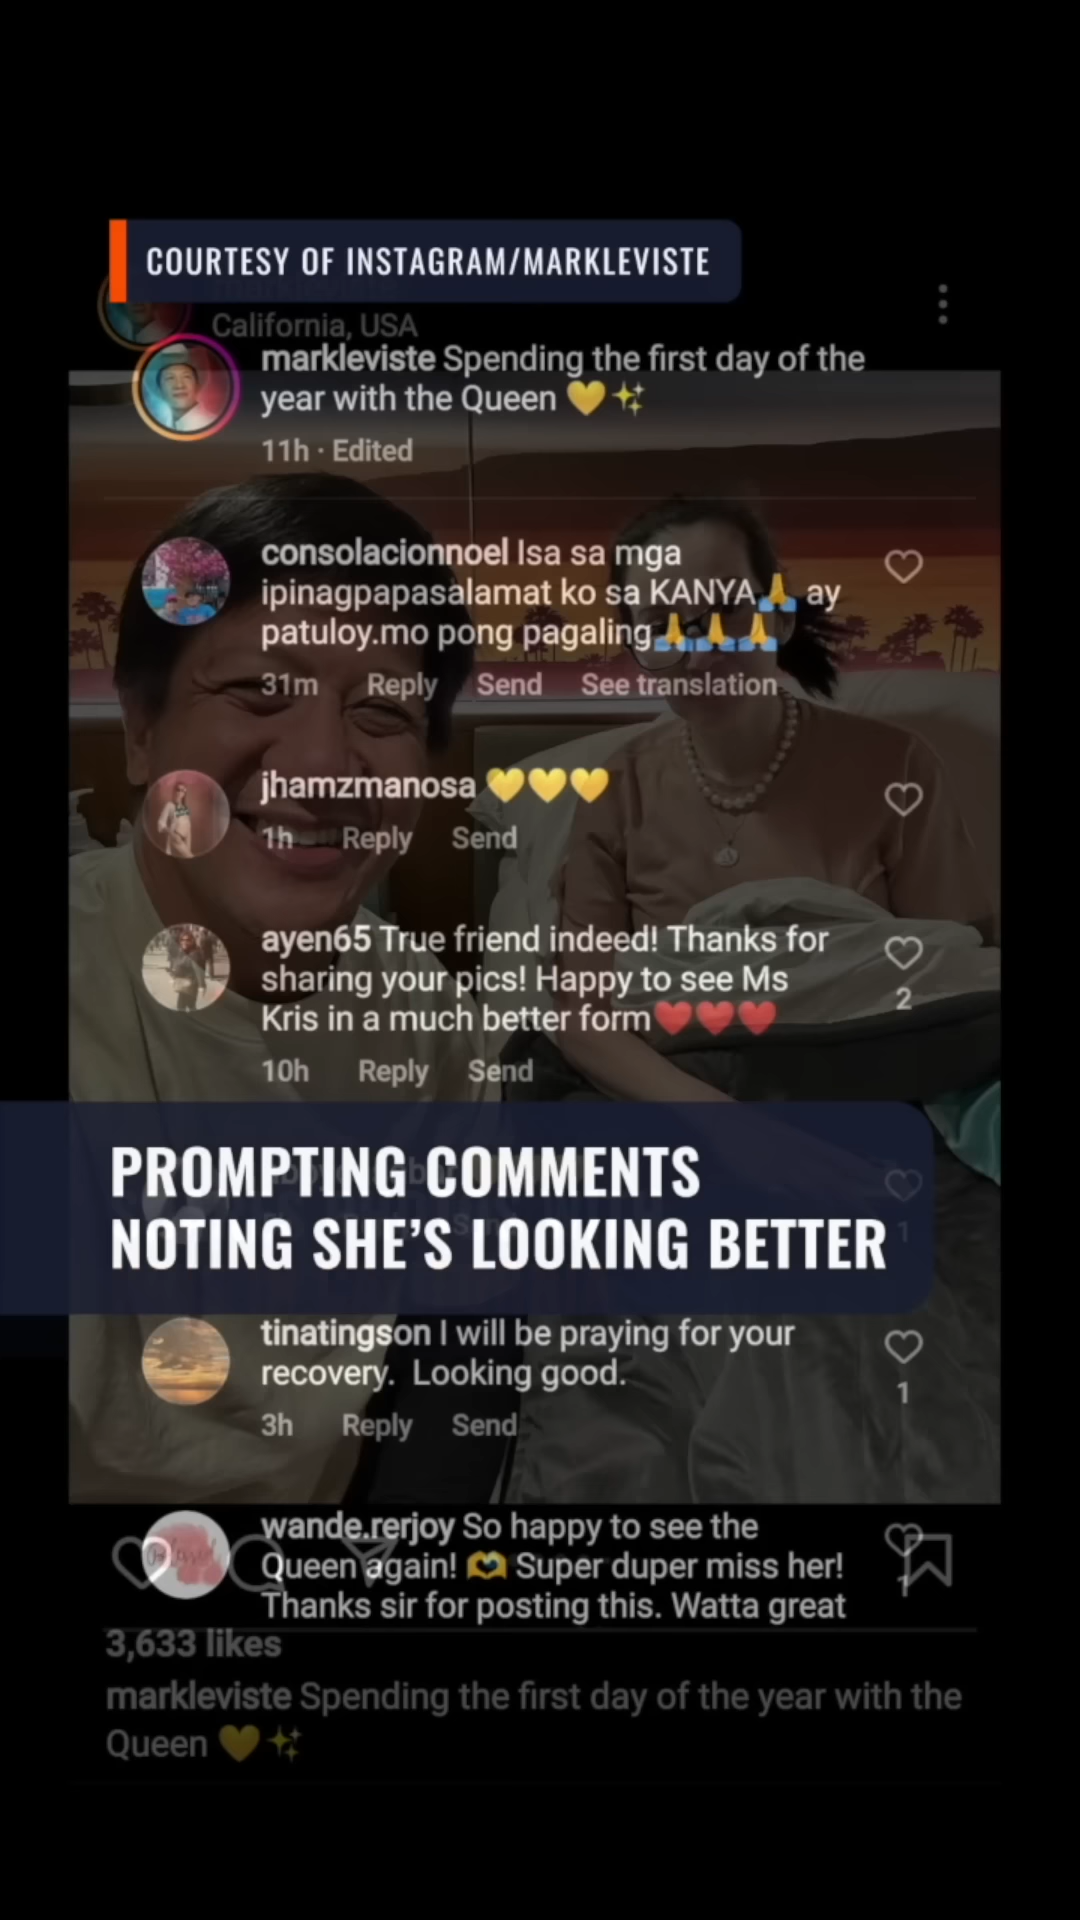 COURTESY OF INSTAGRAM/MARKLEVISTE
California, USA
markleviste Spending the first day of the
year with the Queen 💛✨
11h · Edited
consolacionnoel Isa sa mga
ipinagpapasalamat ko sa KANYA🙏 ay
patuloy.mo pong pagaling🙏🙏🙏
31m Reply Send See translation
jhamzmanosa 💛💛💛
1h Reply Send
ayen65 True friend indeed! Thanks for
sharing your pics! Happy to see Ms
Kris in a much better form❤️❤️❤️
2
10h Reply Send
PROMPTING COMMENTS
NOTING SHE'S LOOKING BETTER
1
tinatingson I will be praying for your
recovery.  Looking good.
1
3h Reply Send
wande.rerjoy So happy to see the
Queen again! 🫶 Super duper miss her!
Thanks sir for posting this. Watta great
1
3,633 likes
markleviste Spending the first day of the year with the
Queen 💛✨